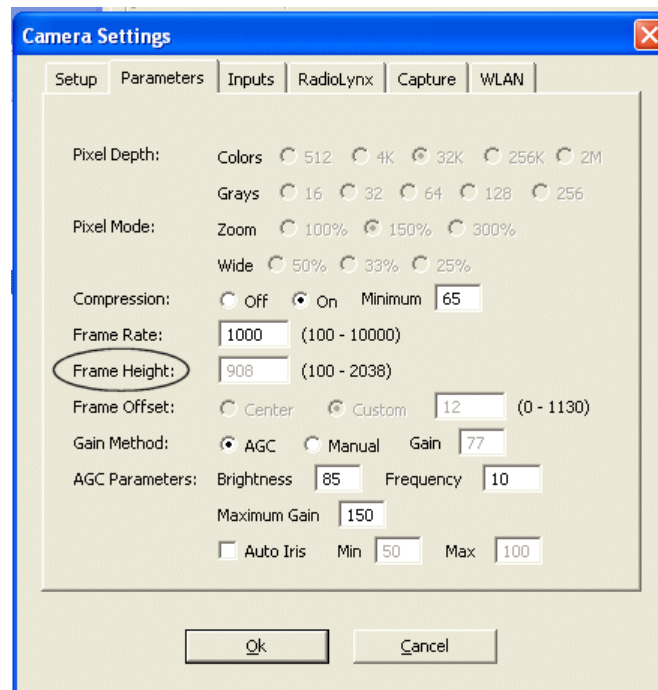 Camera Settings
Setup Parameters Inputs RadioLynx Capture WLAN
Pixel Depth: Colors 512 4K 32K 256K 2M
Grays 16 32 64 128 256
Pixel Mode: Zoom 100% 150% 300%
Wide 50% 33% 25%
Compression: Off On Minimum 65
Frame Rate: 1000 (100 - 10000)
Frame Height: 908 (100 - 2038)
Frame Offset: Center Custom 12 (0 - 1130)
Gain Method: AGC Manual Gain 77
AGC Parameters: Brightness 85 Frequency 10
Maximum Gain 150
Auto Iris Min 50 Max 100
Ok Cancel